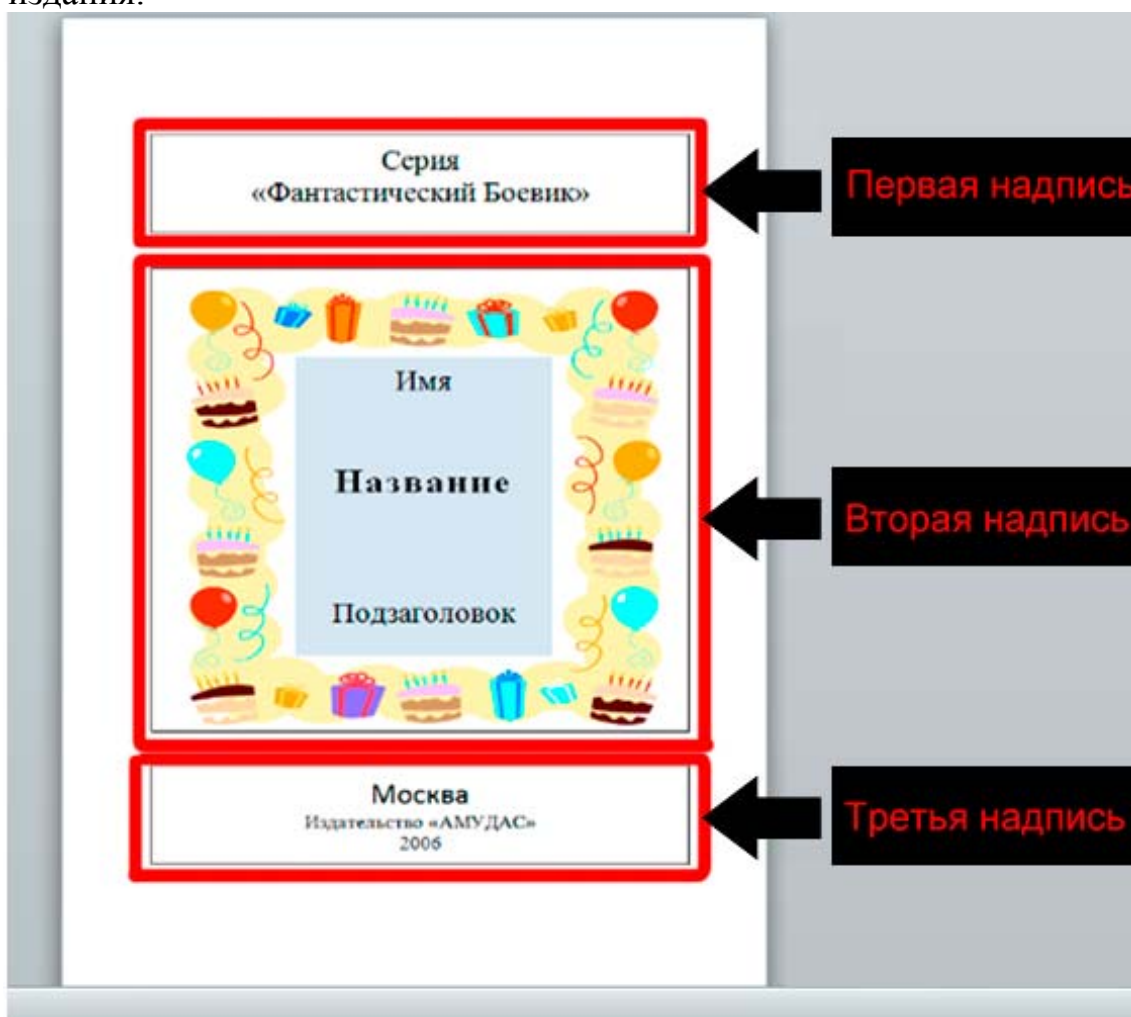 издания.
Серия
«Фантастический Боевик»
Первая надпись
Имя
Название
Вторая надпись
Подзаголовок
Москва
Издательство «АМУДАС»
2006
Третья надпись